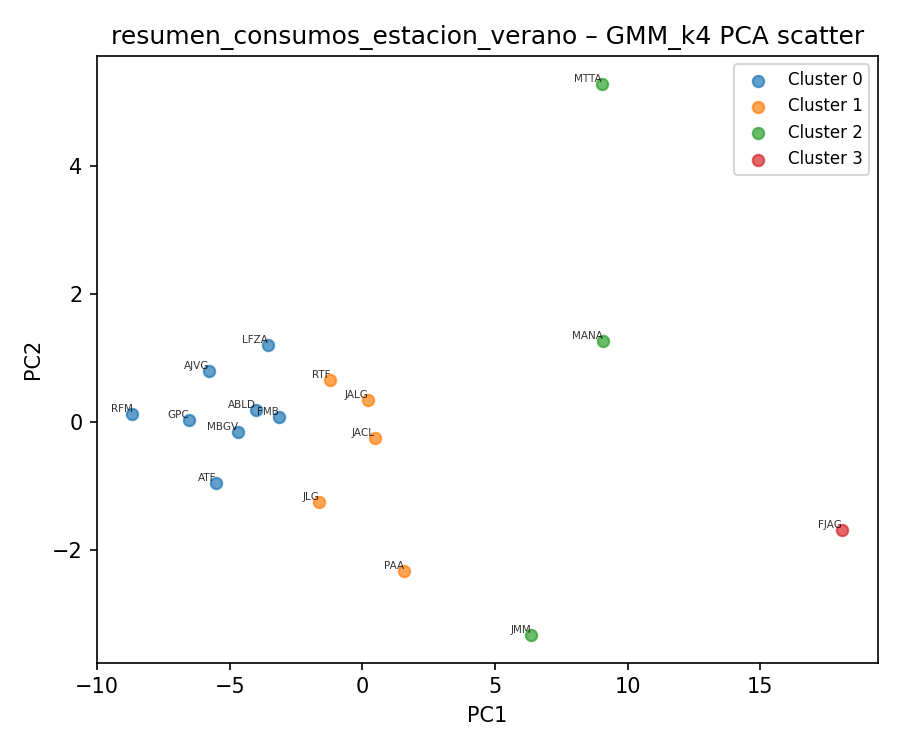 resumen_consumos_estacion_verano – GMM_k4 PCA scatter
Cluster 0
Cluster 1
Cluster 2
Cluster 3
MTTA
MANA
LFZA
AJVG
RTF
JALG
RFM
GPC
ABLD
FMB
MBGV
JACL
ATF
JLG
PAA
FJAG
JMM
PC2
4
2
0
−2
−10
−5
0
5
10
15
PC1